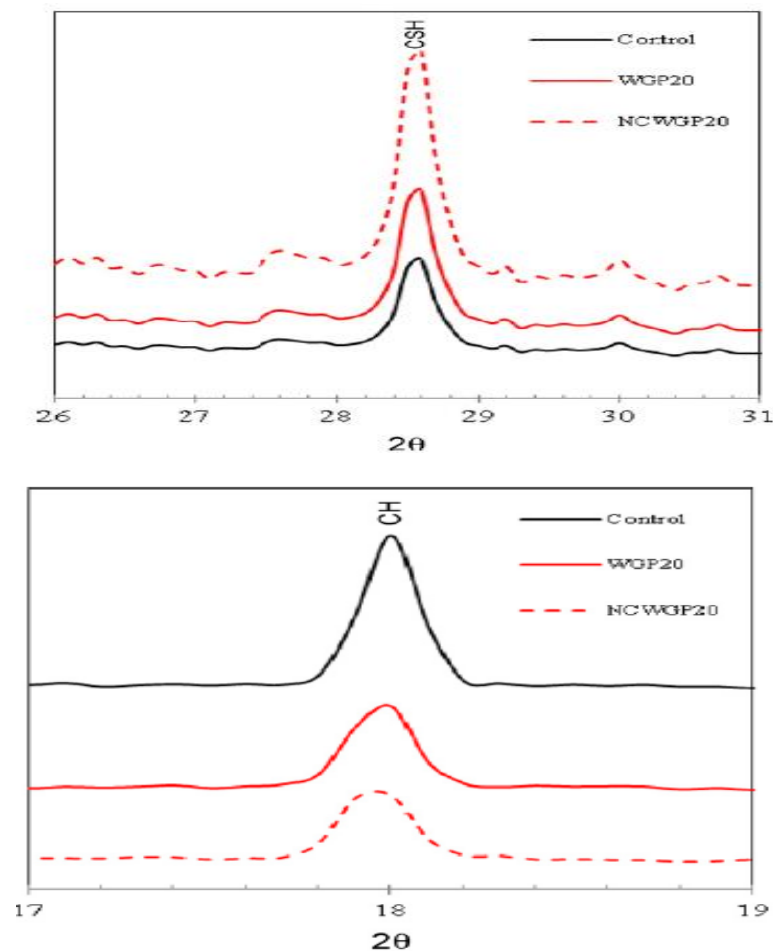 CSH
Control
WGP20
NCWGP20
26 27 28 29 30 31
2θ
CH
Control
WGP20
NCWGP20
17 18 19
2θ